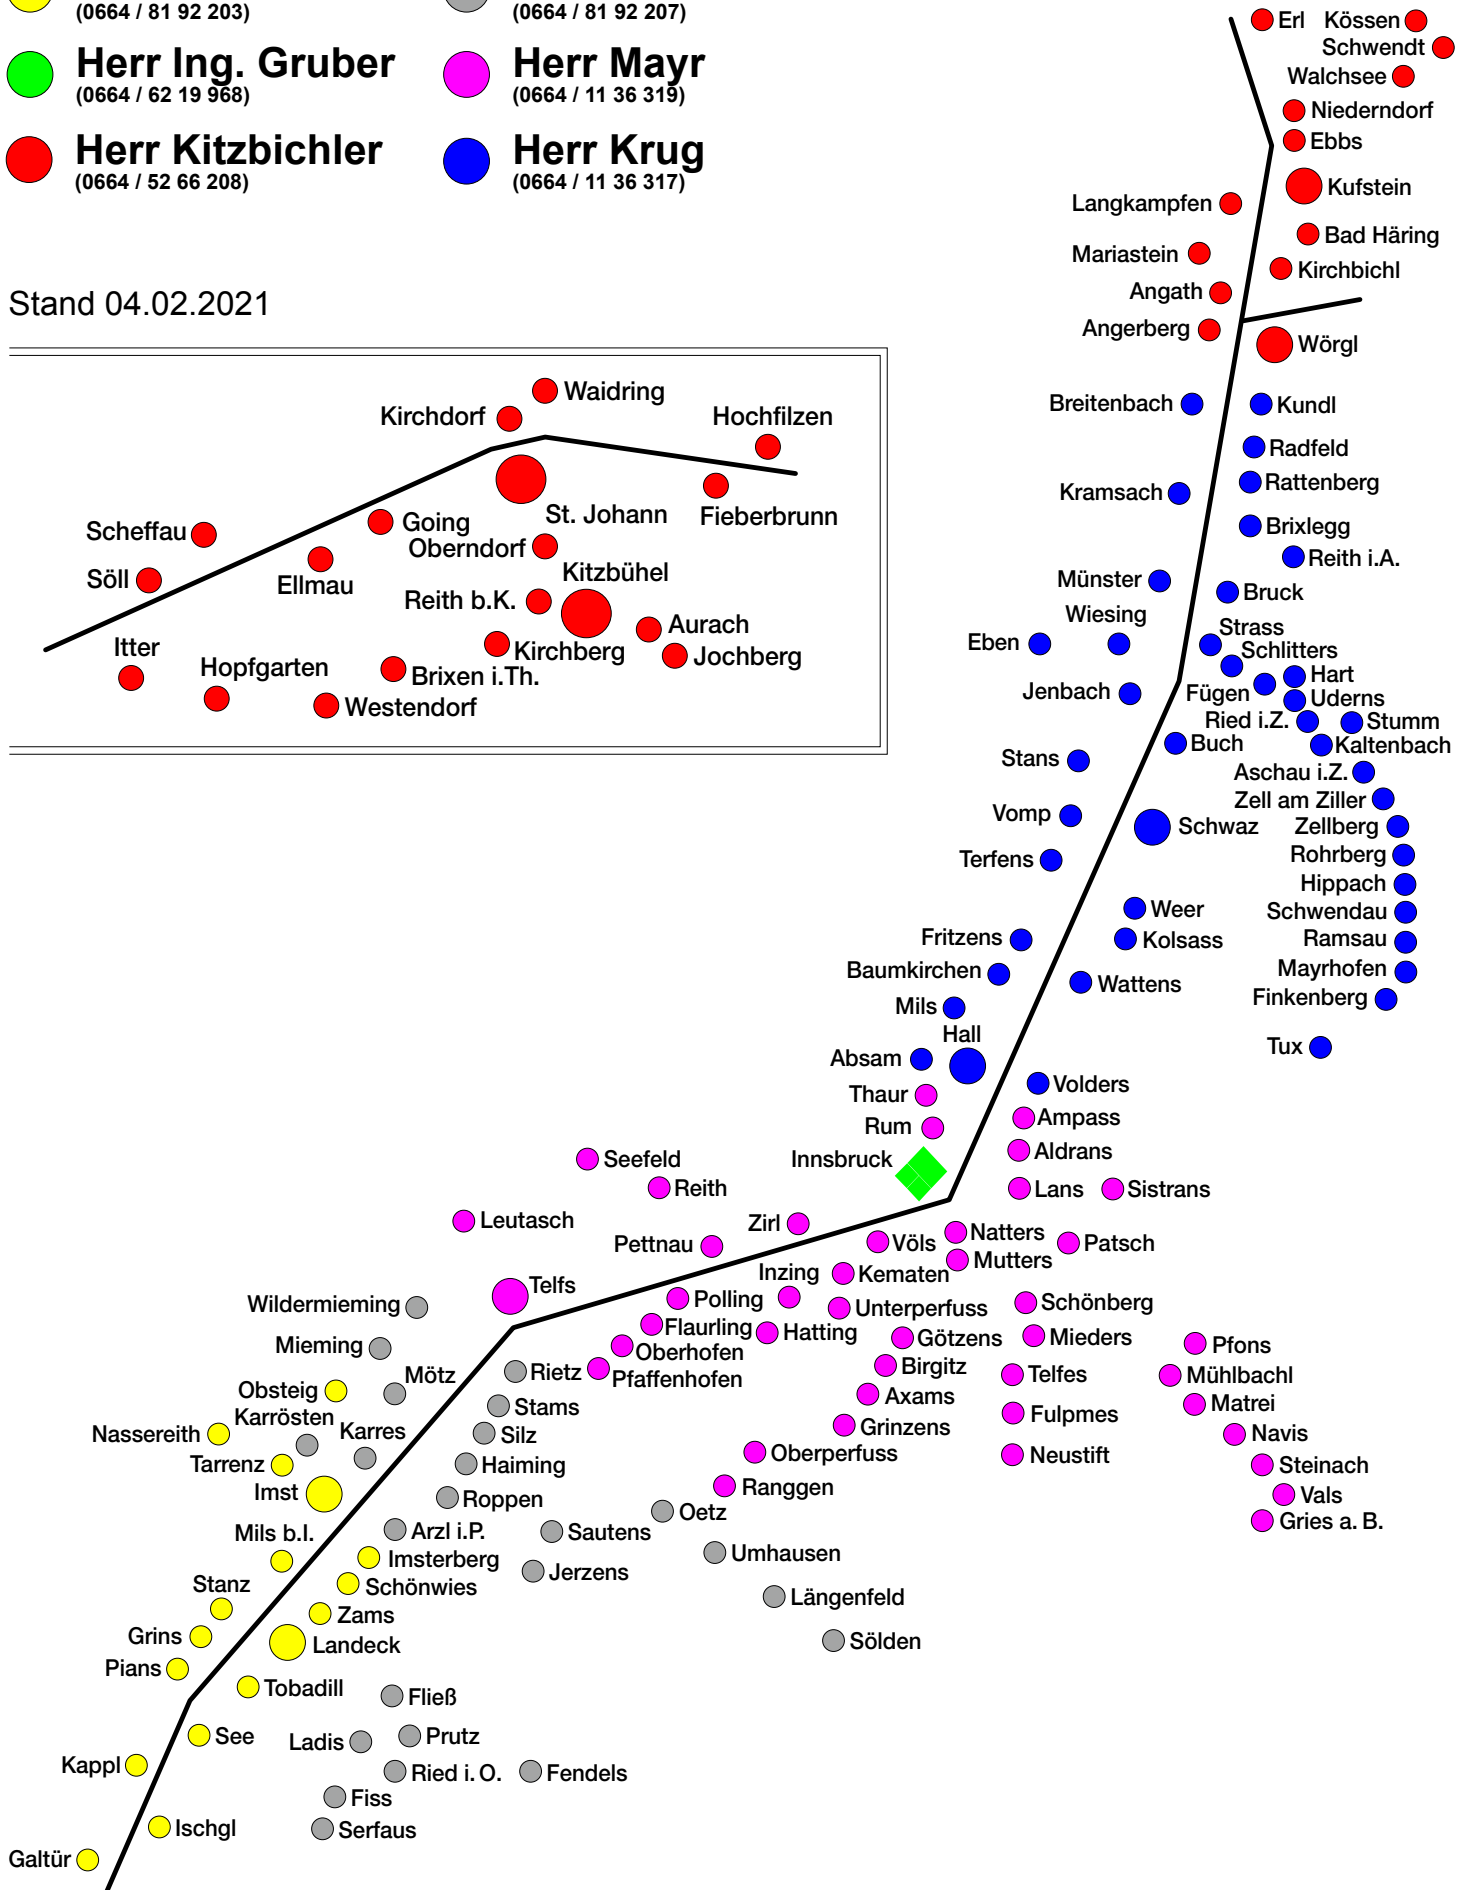 (0664 / 81 92 203)
(0664 / 81 92 207)
Herr Ing. Gruber
(0664 / 62 19 968)
Herr Mayr
(0664 / 11 36 319)
Herr Kitzbichler
(0664 / 52 66 208)
Herr Krug
(0664 / 11 36 317)
Stand 04.02.2021
Erl
Kössen
Schwendt
Walchsee
Niederndorf
Ebbs
Kufstein
Langkampfen
Bad Häring
Mariastein
Kirchbichl
Angath
Angerberg
Wörgl
Waidring
Kirchdorf
Hochfilzen
St. Johann
Fieberbrunn
Scheffau
Going
Oberndorf
Söll
Ellmau
Kitzbühel
Reith b.K.
Aurach
Itter
Kirchberg
Jochberg
Hopfgarten
Brixen i.Th.
Westendorf
Breitenbach
Kundl
Radfeld
Rattenberg
Kramsach
Brixlegg
Reith i.A.
Münster
Bruck
Wiesing
Strass
Eben
Schlitters
Hart
Jenbach
Fügen
Uderns
Ried i.Z.
Stumm
Buch
Kaltenbach
Stans
Aschau i.Z.
Zell am Ziller
Vomp
Schwaz
Zellberg
Terfens
Rohrberg
Hippach
Weer
Schwendau
Fritzens
Kolsass
Ramsau
Baumkirchen
Mayrhofen
Wattens
Finkenberg
Mils
Hall
Tux
Absam
Volders
Thaur
Ampass
Rum
Aldrans
Innsbruck
Seefeld
Reith
Lans
Sistrans
Leutasch
Zirl
Pettnau
Völs
Natters
Patsch
Mutters
Inzing
Kematen
Telfs
Wildermieming
Polling
Unterperfuss
Schönberg
Flaurling
Hatting
Götzens
Mieders
Pfons
Mieming
Oberhofen
Birgitz
Mötz
Rietz
Pfaffenhofen
Telfes
Mühlbachl
Obsteig
Axams
Matrei
Karrösten
Stams
Fulpmes
Nassereith
Karres
Silz
Grinzens
Navis
Tarrenz
Haiming
Oberperfuss
Neustift
Steinach
Imst
Roppen
Ranggen
Vals
Oetz
Gries a. B.
Mils b.I.
Arzl i.P.
Sautens
Imsterberg
Umhausen
Stanz
Schönwies
Jerzens
Längenfeld
Zams
Grins
Landeck
Sölden
Pians
Tobadill
Fließ
See
Ladis
Prutz
Kappl
Ried i. O.
Fendels
Fiss
Ischgl
Serfaus
Galtür